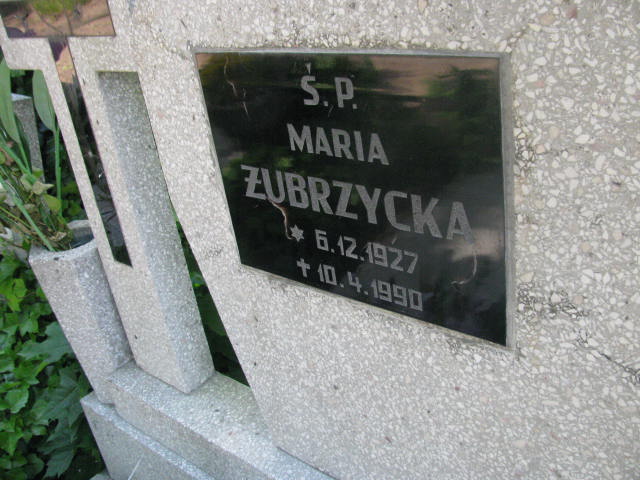 Ś.P.
MARIA
ŻUBRZYCKA
* 6.12.1927
✝ 10.4.1990